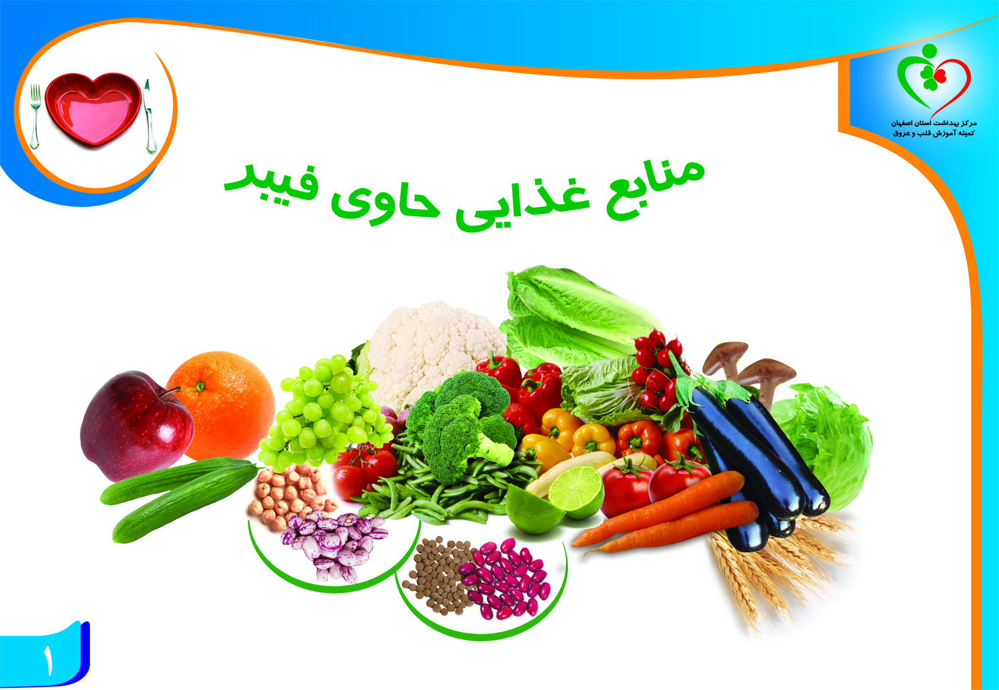 مرکز بهداشت استان اصفهان
کمیته آموزش قلب و عروق
منابع غذایی حاوی فیبر
۱